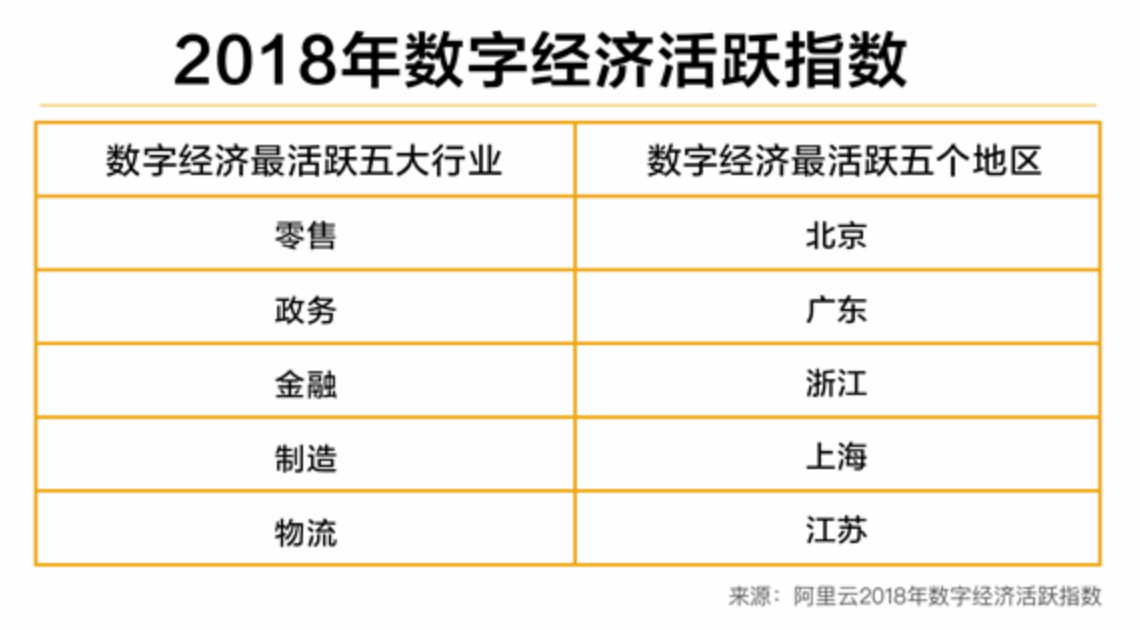 2018年数字经济活跃指数
数字经济最活跃五大行业 数字经济最活跃五个地区
零售 北京
政务 广东
金融 浙江
制造 上海
物流 江苏
来源：阿里云2018年数字经济活跃指数